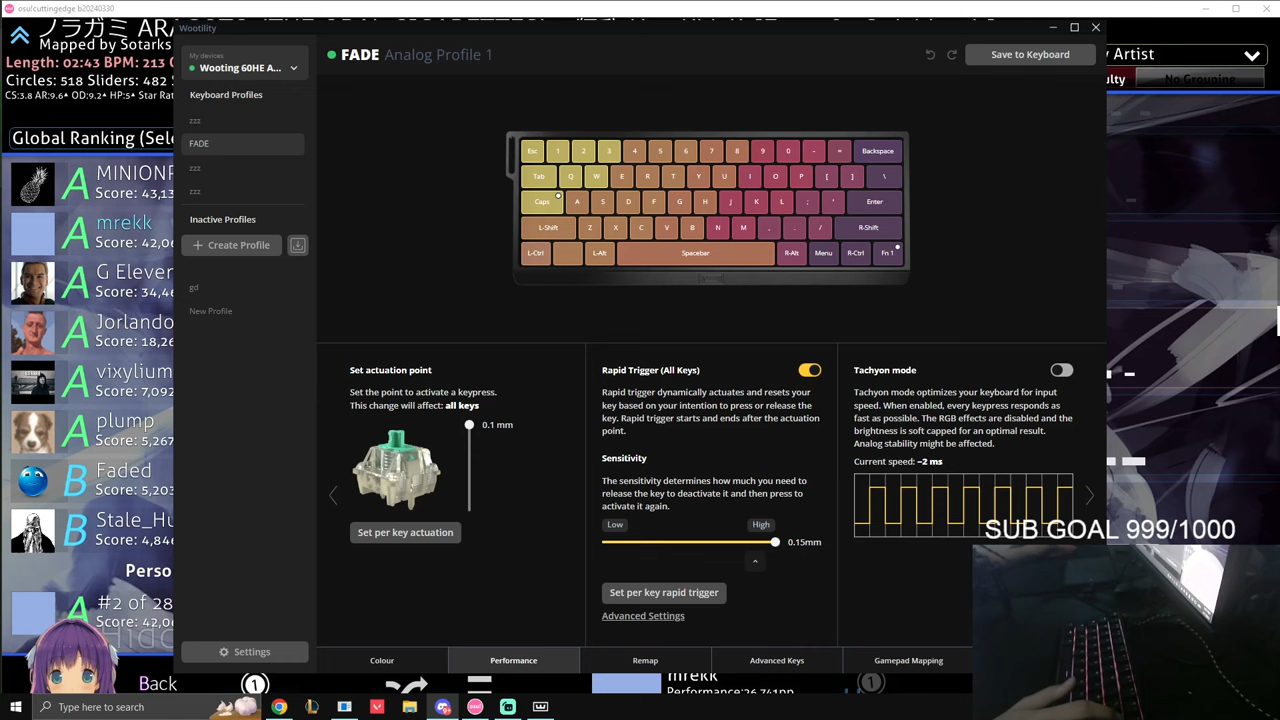 osu!cuttingedge b20240330
ノラガミ
Mapped by Sotarks
Length: 02:43 BPM: 213
Circles: 518 Sliders: 482
CS:3.8 AR:9.6 OD:9.2 HP:5 Star Rat
Global Ranking (Sele
MINIONF
Score: 43,13
mrekk
Score: 42,06
G Eleven
Score: 34,46
Jorlando
Score: 18,26
vixylium
Score: 7,092
plump
Score: 5,267
Faded
Score: 5,203
Stale_Hu
Score: 4,846
Perso
#2 of 28
Score: 42,06
Back
Artist
ulty
No Grouping
Wootility
My devices
Wooting 60HE A...
Keyboard Profiles
zzz
FADE
zzz
zzz
Inactive Profiles
Create Profile
gd
New Profile
Settings
FADE Analog Profile 1
Save to Keyboard
Esc 1 2 3 4 5 6 7 8 9 0 - = Backspace
Tab Q W E R T Y U I O P [ ] \
Caps A S D F G H J K L ; ' Enter
L-Shift Z X C V B N M , . / R-Shift
L-Ctrl L-Alt Spacebar R-Alt Menu R-Ctrl Fn 1
Set actuation point
Set the point to activate a keypress.
This change will affect: all keys
0.1 mm
Set per key actuation
Rapid Trigger (All Keys)
Rapid trigger dynamically actuates and resets your
key based on your intention to press or release the
key. Rapid trigger starts and ends after the actuation
point.
Sensitivity
The sensitivity determines how much you need to
release the key to deactivate it and then press to
activate it again.
Low
High
0.15mm
Set per key rapid trigger
Advanced Settings
Tachyon mode
Tachyon mode optimizes your keyboard for input
speed. When enabled, every keypress responds as
fast as possible. The RGB effects are disabled and the
brightness is soft capped for an optimal result.
Analog stability might be affected.
Current speed: ~2 ms
SUB GOAL 999/1000
Colour
Performance
Remap
Advanced Keys
Gamepad Mapping
mrekk
Performance:26,741pp
Type here to search